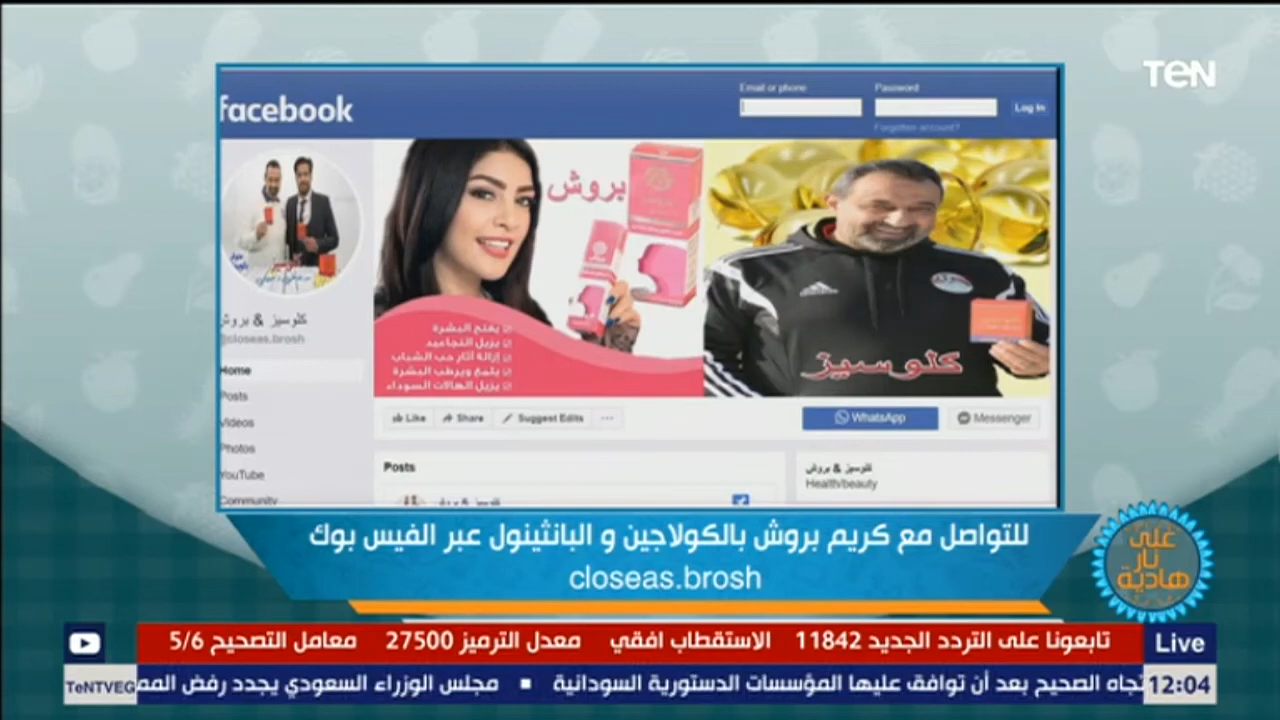 TEN
facebook
Email or phone
Password
Log In
Forgotten account?
بروش
كلوسيز & بروش
@closeas.brosh
يفتح البشرة
يزيل التجاعيد
إزالة آثار حب الشباب
يلمع ويرطب البشرة
يزيل الهالات السوداء
كلوسيز
adidas
Home
Posts
Videos
Photos
YouTube
Community
Like
Share
Suggest Edits
WhatsApp
Messenger
Posts
كلوسيز & بروش
كلوسيز & بروش
Health/beauty
للتواصل مع كريم بروش بالكولاجين و البانثينول عبر الفيس بوك
closeas.brosh
على نار هادية
تابعونا على التردد الجديد 11842 الاستقطاب افقي معدل الترميز 27500 معامل التصحيح 5/6
Live
تجاه الصحيح بعد أن توافق عليها المؤسسات الدستورية السودانية ■ مجلس الوزراء السعودي يجدد رفض المم
12:04
TeNTVEG